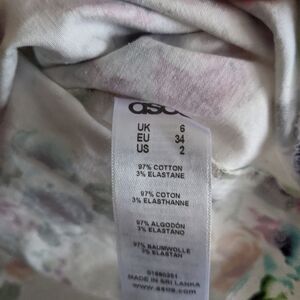 asos
UK 6
EU 34
US 2
97% COTTON
3% ELASTANE
97% COTON
3% ELASTHANNE
97% ALGODÓN
3% ELASTANO
97% BAUMWOLLE
3% ELASTHAN
MADE IN SRI LANKA
www.asos.com